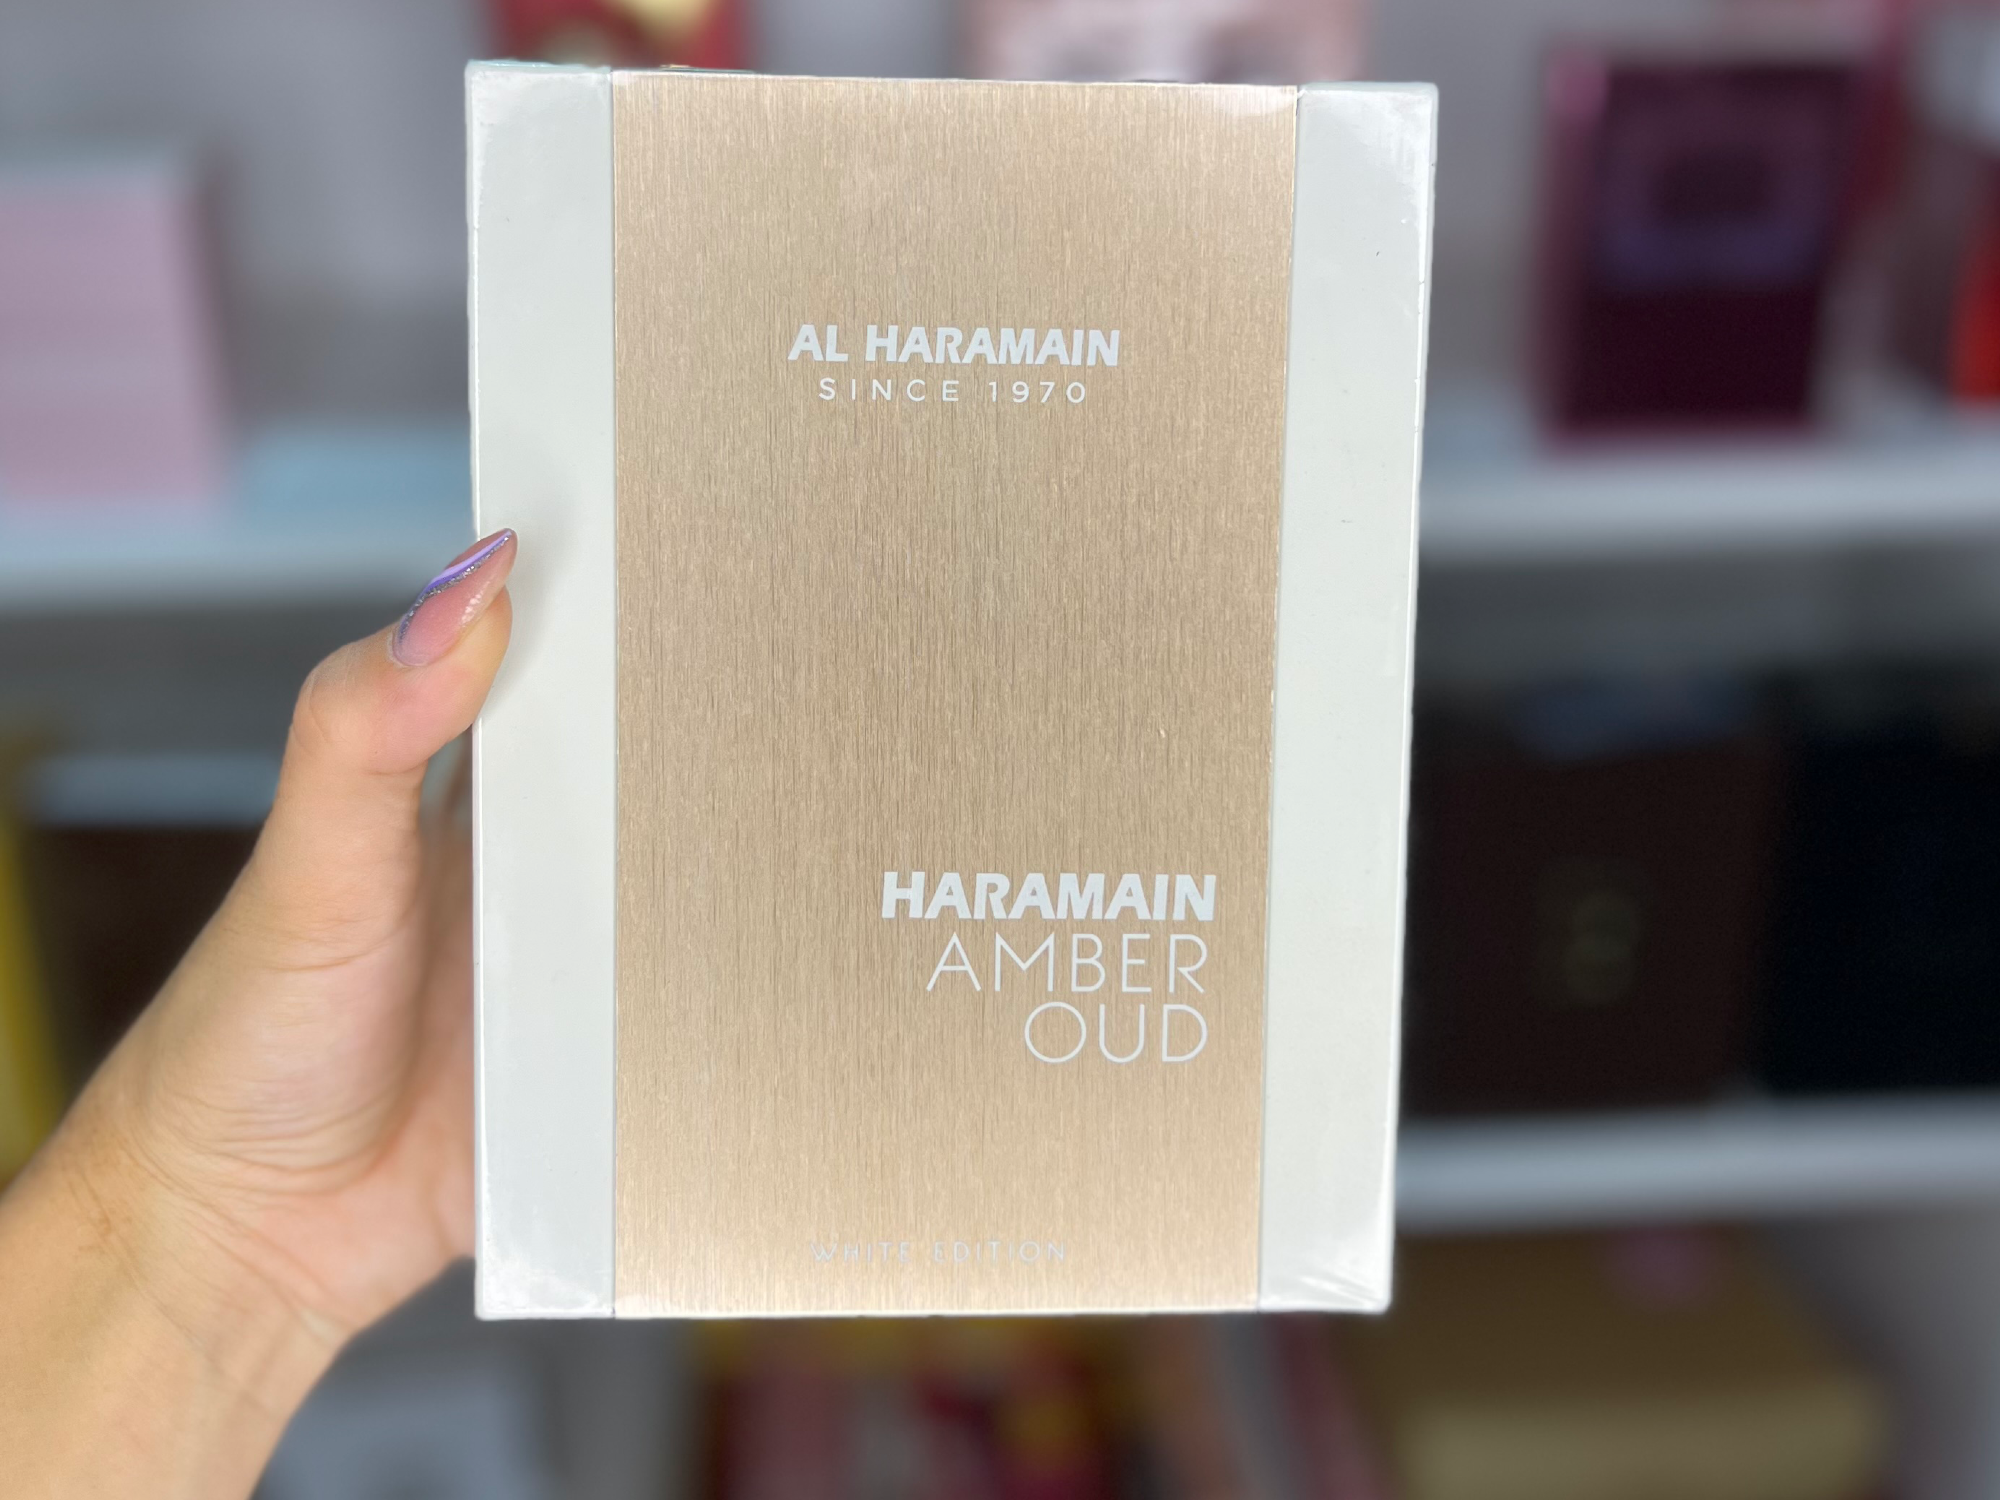 AL HARAMAIN
SINCE 1970
HARAMAIN
AMBER
OUD
WHITE EDITION